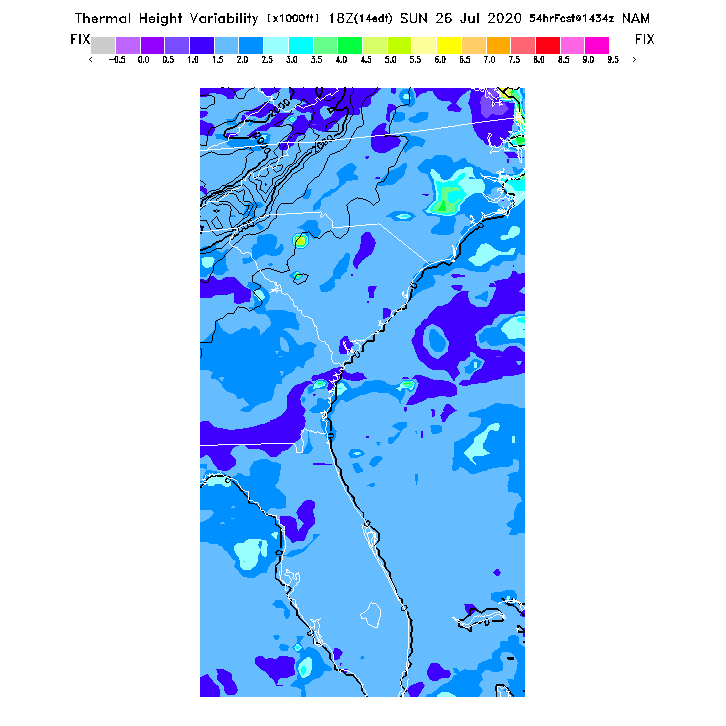 Thermal Height Variability [x1000ft] 18Z(14edt) SUN 26 Jul 2020 54hrFcst@1434z NAM
FIX FIX
< -0.5 0.0 0.5 1.0 1.5 2.0 2.5 3.0 3.5 4.0 4.5 5.0 5.5 6.0 6.5 7.0 7.5 8.0 8.5 9.0 9.5 >